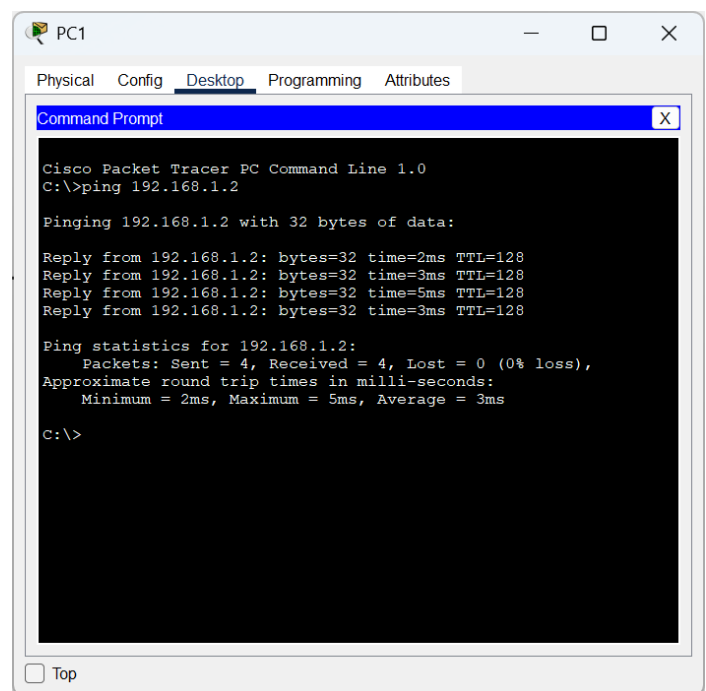 PC1
Physical Config Desktop Programming Attributes
Command Prompt
X
Cisco Packet Tracer PC Command Line 1.0
C:\>ping 192.168.1.2
Pinging 192.168.1.2 with 32 bytes of data:
Reply from 192.168.1.2: bytes=32 time=2ms TTL=128
Reply from 192.168.1.2: bytes=32 time=3ms TTL=128
Reply from 192.168.1.2: bytes=32 time=5ms TTL=128
Reply from 192.168.1.2: bytes=32 time=3ms TTL=128
Ping statistics for 192.168.1.2:
Packets: Sent = 4, Received = 4, Lost = 0 (0% loss),
Approximate round trip times in milli-seconds:
Minimum = 2ms, Maximum = 5ms, Average = 3ms
C:\>
Top